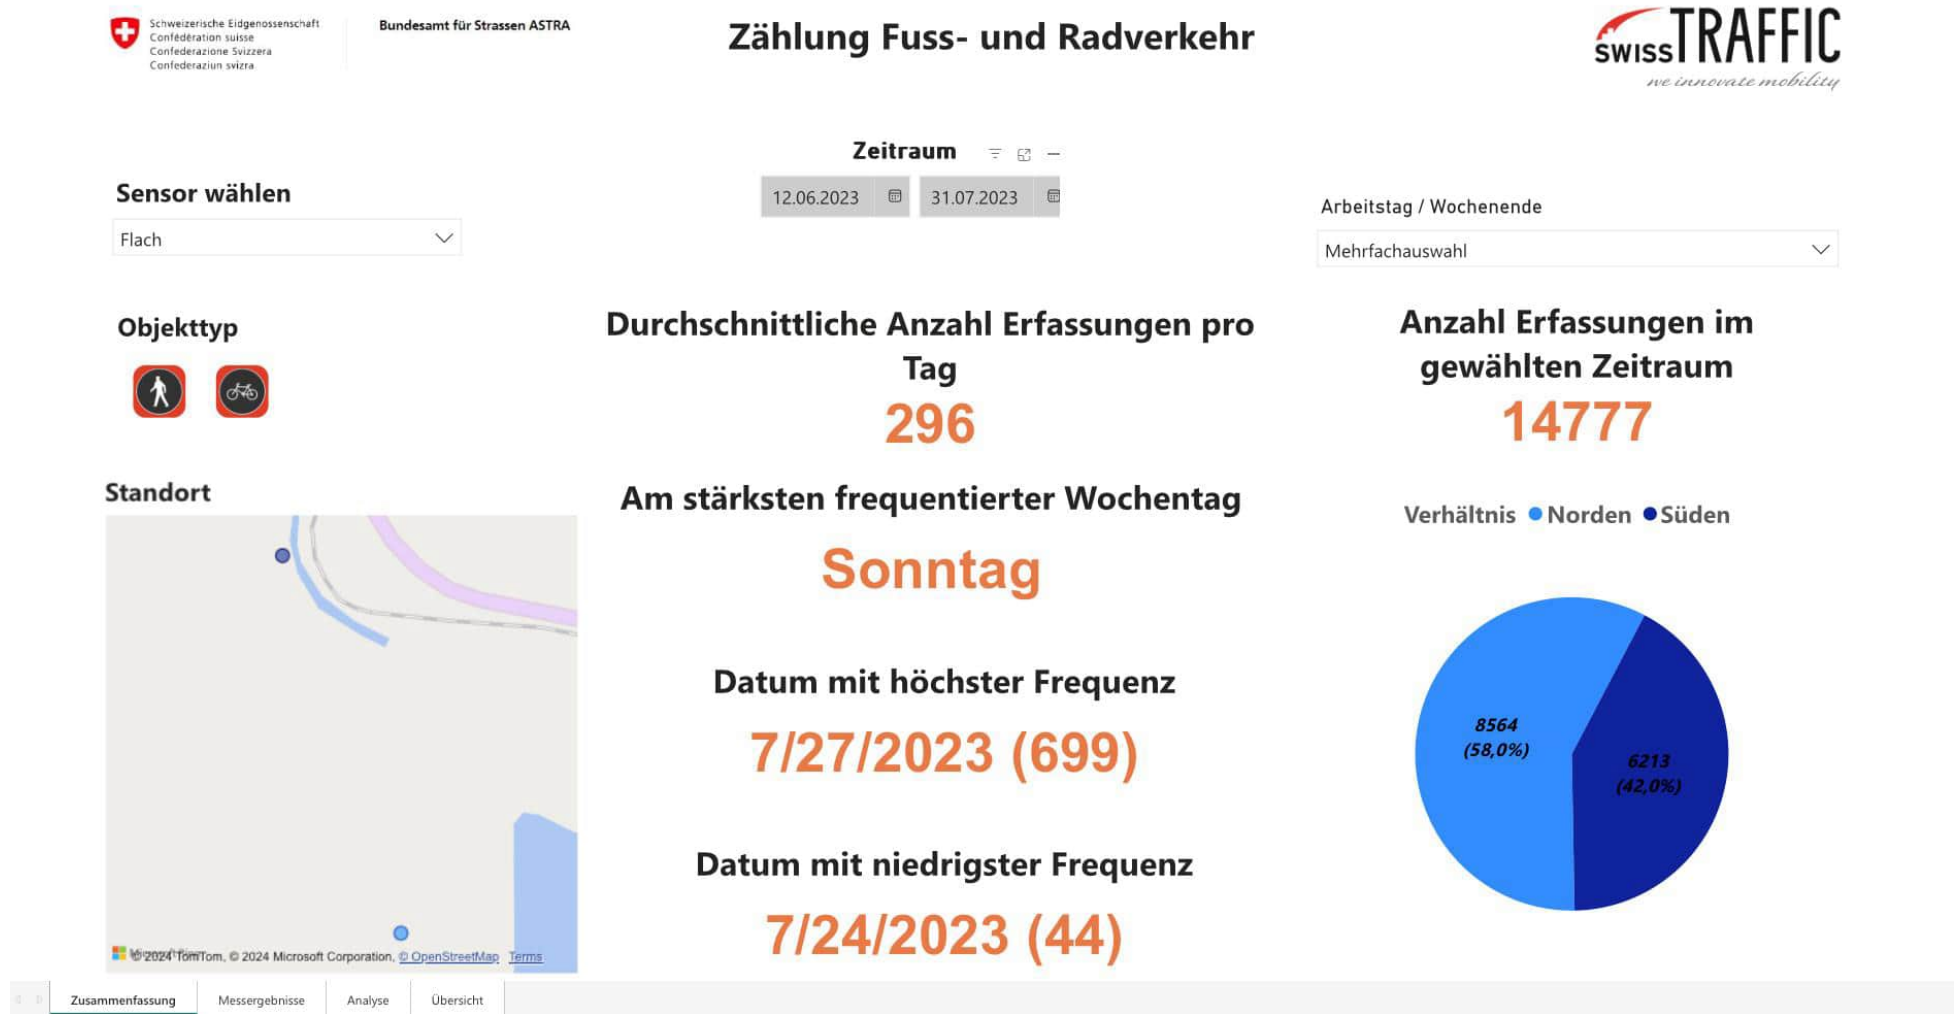 Schweizerische Eidgenossenschaft
Confédération suisse
Confederazione Svizzera
Confederaziun svizra
Bundesamt für Strassen ASTRA
Zählung Fuss- und Radverkehr
swissTRAFFIC
we innovate mobility
Zeitraum
12.06.2023
31.07.2023
Sensor wählen
Flach
Arbeitstag / Wochenende
Mehrfachauswahl
Objekttyp
Durchschnittliche Anzahl Erfassungen pro
Tag
296
Anzahl Erfassungen im
gewählten Zeitraum
14777
Standort
Am stärksten frequentierter Wochentag
Sonntag
Verhältnis Norden Süden
Datum mit höchster Frequenz
7/27/2023 (699)
8564
(58,0%)
6213
(42,0%)
Datum mit niedrigster Frequenz
7/24/2023 (44)
© 2024 TomTom, © 2024 Microsoft Corporation, © OpenStreetMap Terms
Zusammenfassung
Messergebnisse
Analyse
Übersicht